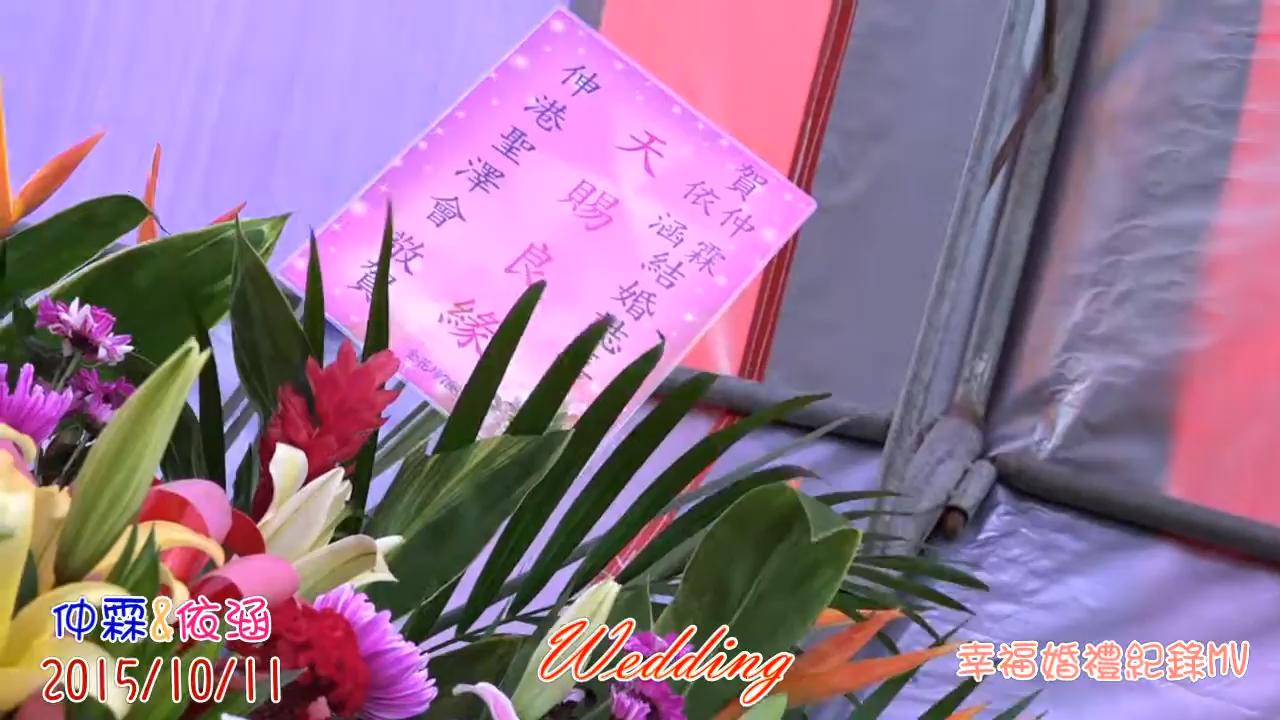 賀仲霖
依涵結婚誌
天賜良緣
伸港聖澤會敬賀
仲霖&依涵
2015/10/11
Wedding
幸福婚禮紀錄MV